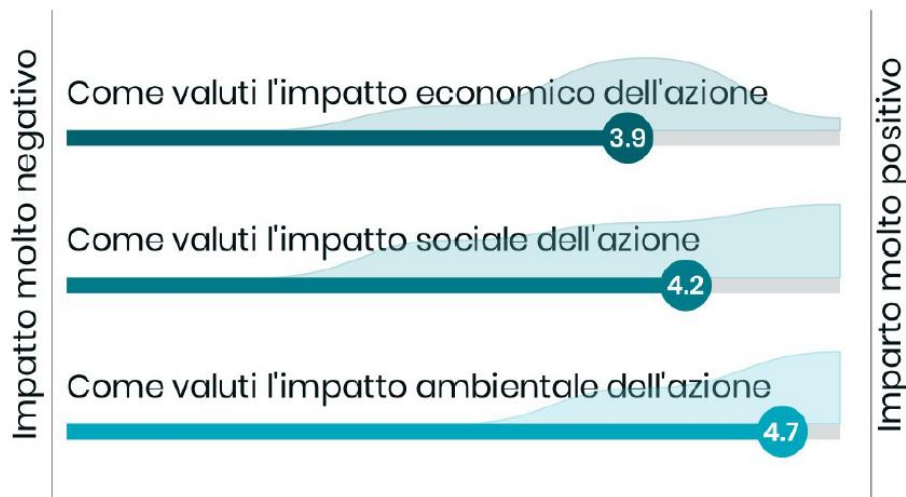 Impatto molto negativo
Come valuti l'impatto economico dell'azione
3.9
Come valuti l'impatto sociale dell'azione
4.2
Come valuti l'impatto ambientale dell'azione
4.7
Imparto molto positivo